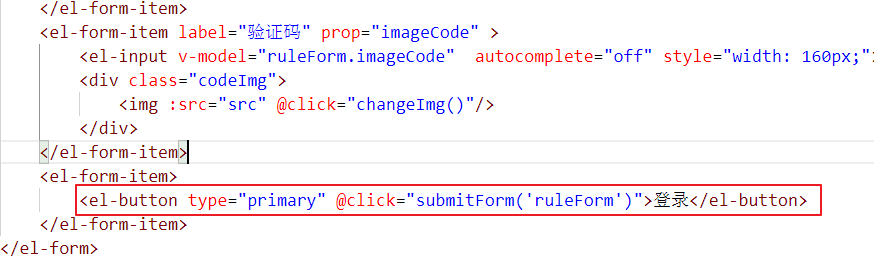 </el-form-item>
<el-form-item label="验证码" prop="imageCode" >
<el-input v-model="ruleForm.imageCode"  autocomplete="off" style="width: 160px;"
<div class="codeImg">
<img :src="src" @click="changeImg()"/>
</div>
</el-form-item>
<el-form-item>
<el-button type="primary" @click="submitForm('ruleForm')">登录</el-button>
</el-form-item>
</el-form>